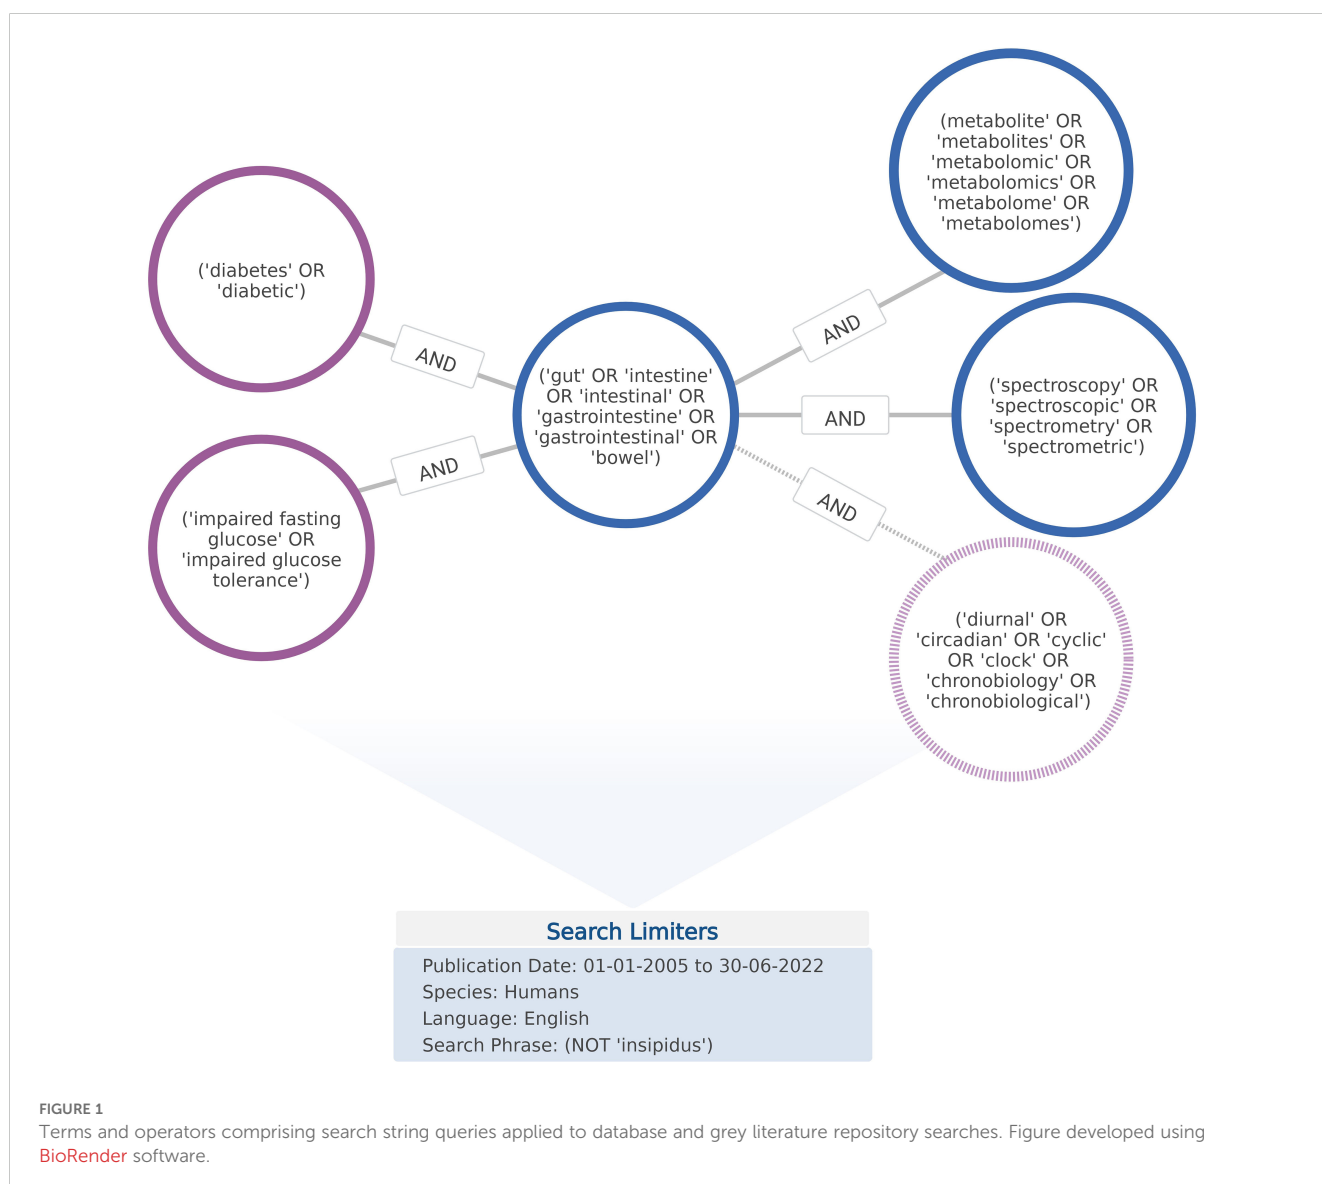 ('diabetes' OR
'diabetic')
AND
('impaired fasting
glucose' OR
'impaired glucose
tolerance')
AND
('gut' OR 'intestine'
OR 'intestinal' OR
'gastrointestine' OR
'gastrointestinal' OR
'bowel')
AND
(metabolite' OR
'metabolites' OR
'metabolomic' OR
'metabolomics' OR
'metabolome' OR
'metabolomes')
AND
('spectroscopy' OR
'spectroscopic' OR
'spectrometry' OR
'spectrometric')
AND
('diurnal' OR
'circadian' OR 'cyclic'
OR 'clock' OR
'chronobiology' OR
'chronobiological')
Search Limiters
Publication Date: 01-01-2005 to 30-06-2022
Species: Humans
Language: English
Search Phrase: (NOT 'insipidus')
FIGURE 1
Terms and operators comprising search string queries applied to database and grey literature repository searches. Figure developed using
BioRender software.